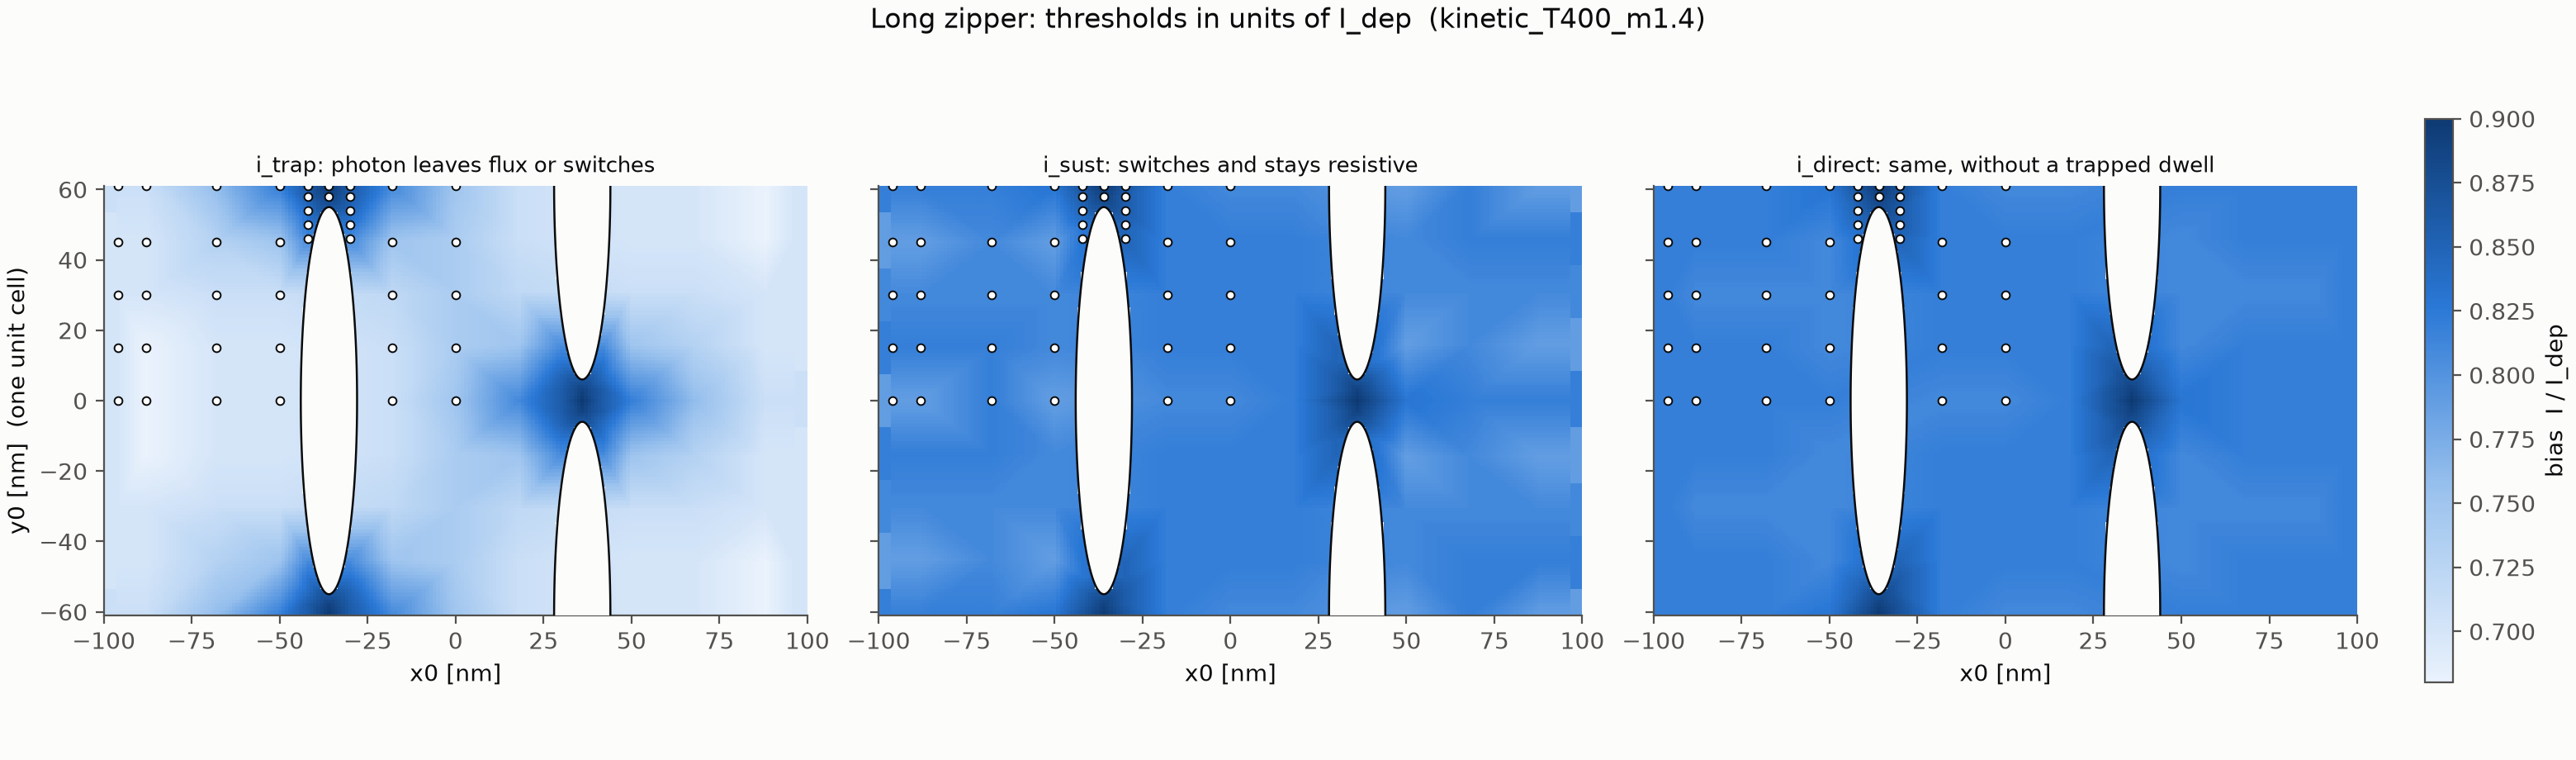 Long zipper: thresholds in units of I_dep  (kinetic_T400_m1.4)
i_trap: photon leaves flux or switches
i_sust: switches and stays resistive
i_direct: same, without a trapped dwell
y0 [nm]  (one unit cell)
60
40
20
0
−20
−40
−60
−100 −75 −50 −25 0 25 50 75 100
x0 [nm]
−100 −75 −50 −25 0 25 50 75 100
x0 [nm]
−100 −75 −50 −25 0 25 50 75 100
x0 [nm]
0.900
0.875
0.850
0.825
0.800
0.775
0.750
0.725
0.700
bias  I / I_dep